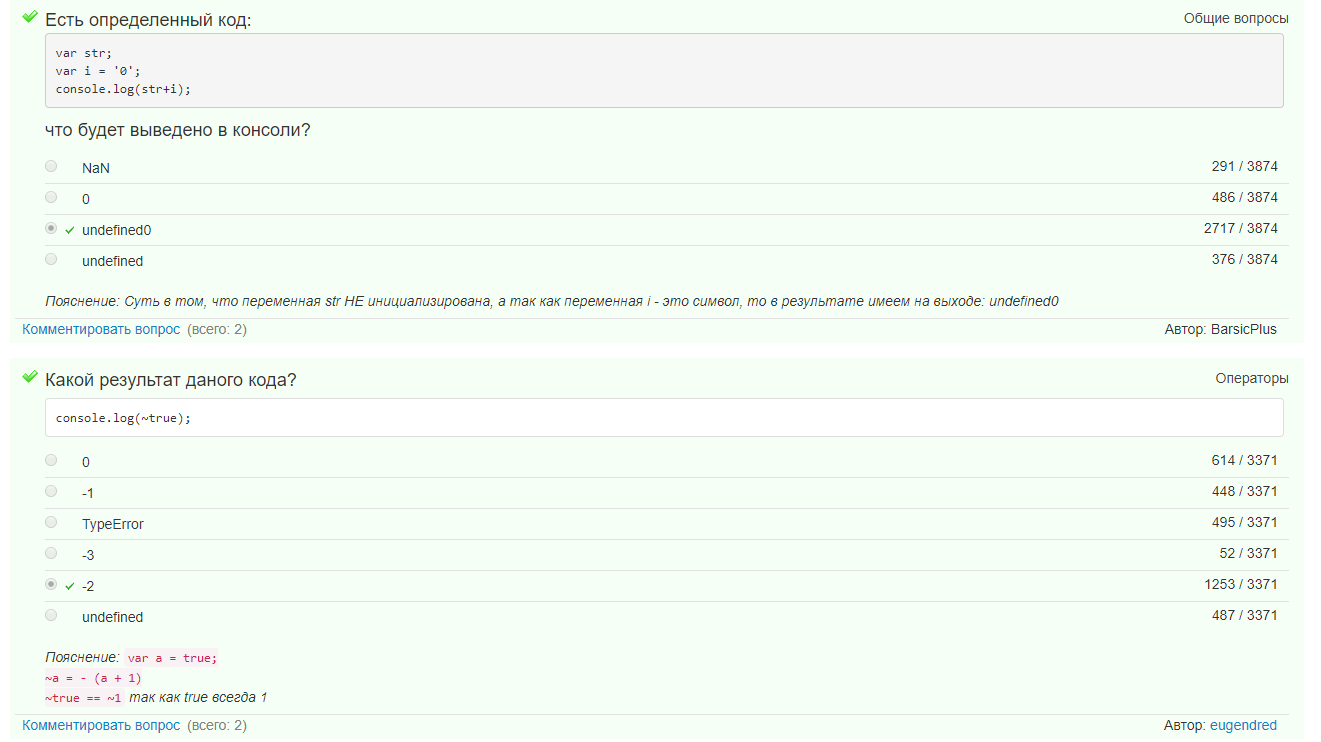 Есть определенный код:
Общие вопросы
var str;
var i = '0';
console.log(str+i);
что будет выведено в консоли?
NaN 291 / 3874
0 486 / 3874
undefined0 2717 / 3874
undefined 376 / 3874
Пояснение: Суть в том, что переменная str НЕ инициализирована, а так как переменная i - это символ, то в результате имеем на выходе: undefined0
Комментировать вопрос (всего: 2) Автор: BarsicPlus
Какой результат даного кода?
Операторы
console.log(~true);
0 614 / 3371
-1 448 / 3371
TypeError 495 / 3371
-3 52 / 3371
-2 1253 / 3371
undefined 487 / 3371
Пояснение: var a = true;
~a = - (a + 1)
~true == ~1 так как true всегда 1
Комментировать вопрос (всего: 2) Автор: eugendred